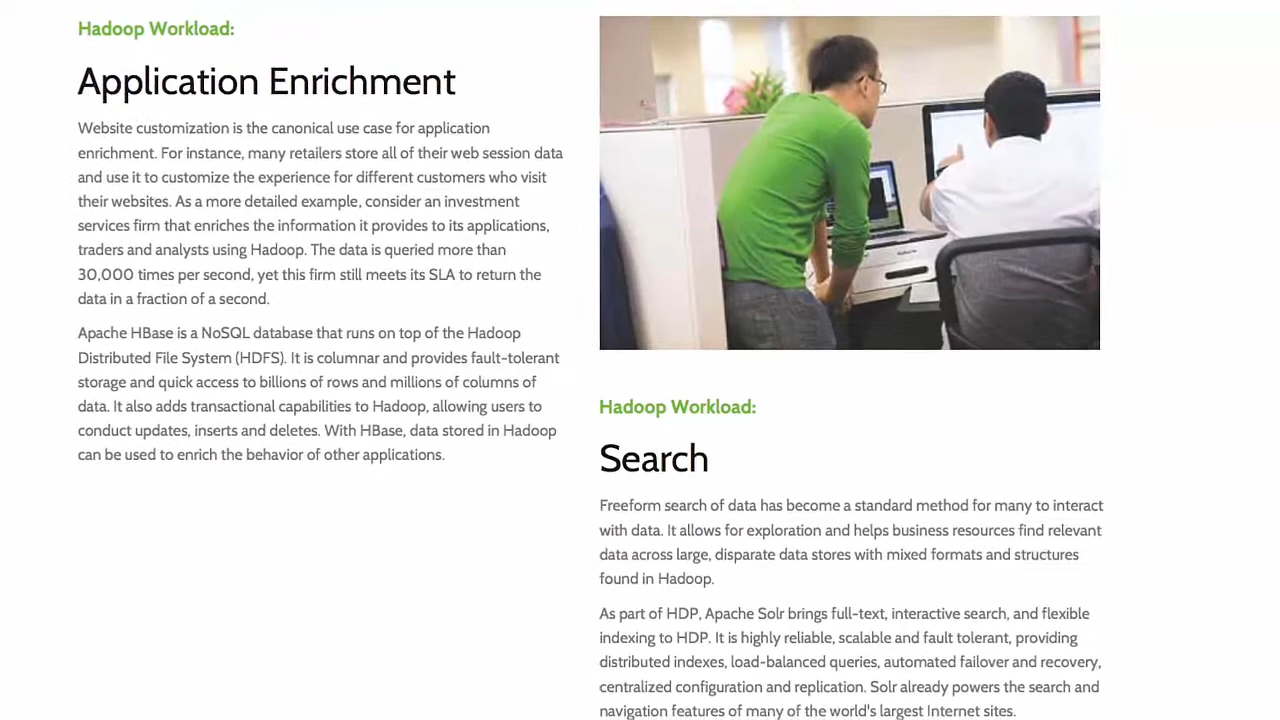 Hadoop Workload:
Application Enrichment
Website customization is the canonical use case for application
enrichment. For instance, many retailers store all of their web session data
and use it to customize the experience for different customers who visit
their websites. As a more detailed example, consider an investment
services firm that enriches the information it provides to its applications,
traders and analysts using Hadoop. The data is queried more than
30,000 times per second, yet this firm still meets its SLA to return the
data in a fraction of a second.
Apache HBase is a NoSQL database that runs on top of the Hadoop
Distributed File System (HDFS). It is columnar and provides fault-tolerant
storage and quick access to billions of rows and millions of columns of
data. It also adds transactional capabilities to Hadoop, allowing users to
conduct updates, inserts and deletes. With HBase, data stored in Hadoop
can be used to enrich the behavior of other applications.
Hadoop Workload:
Search
Freeform search of data has become a standard method for many to interact
with data. It allows for exploration and helps business resources find relevant
data across large, disparate data stores with mixed formats and structures
found in Hadoop.
As part of HDP, Apache Solr brings full-text, interactive search, and flexible
indexing to HDP. It is highly reliable, scalable and fault tolerant, providing
distributed indexes, load-balanced queries, automated failover and recovery,
centralized configuration and replication. Solr already powers the search and
navigation features of many of the world's largest Internet sites.